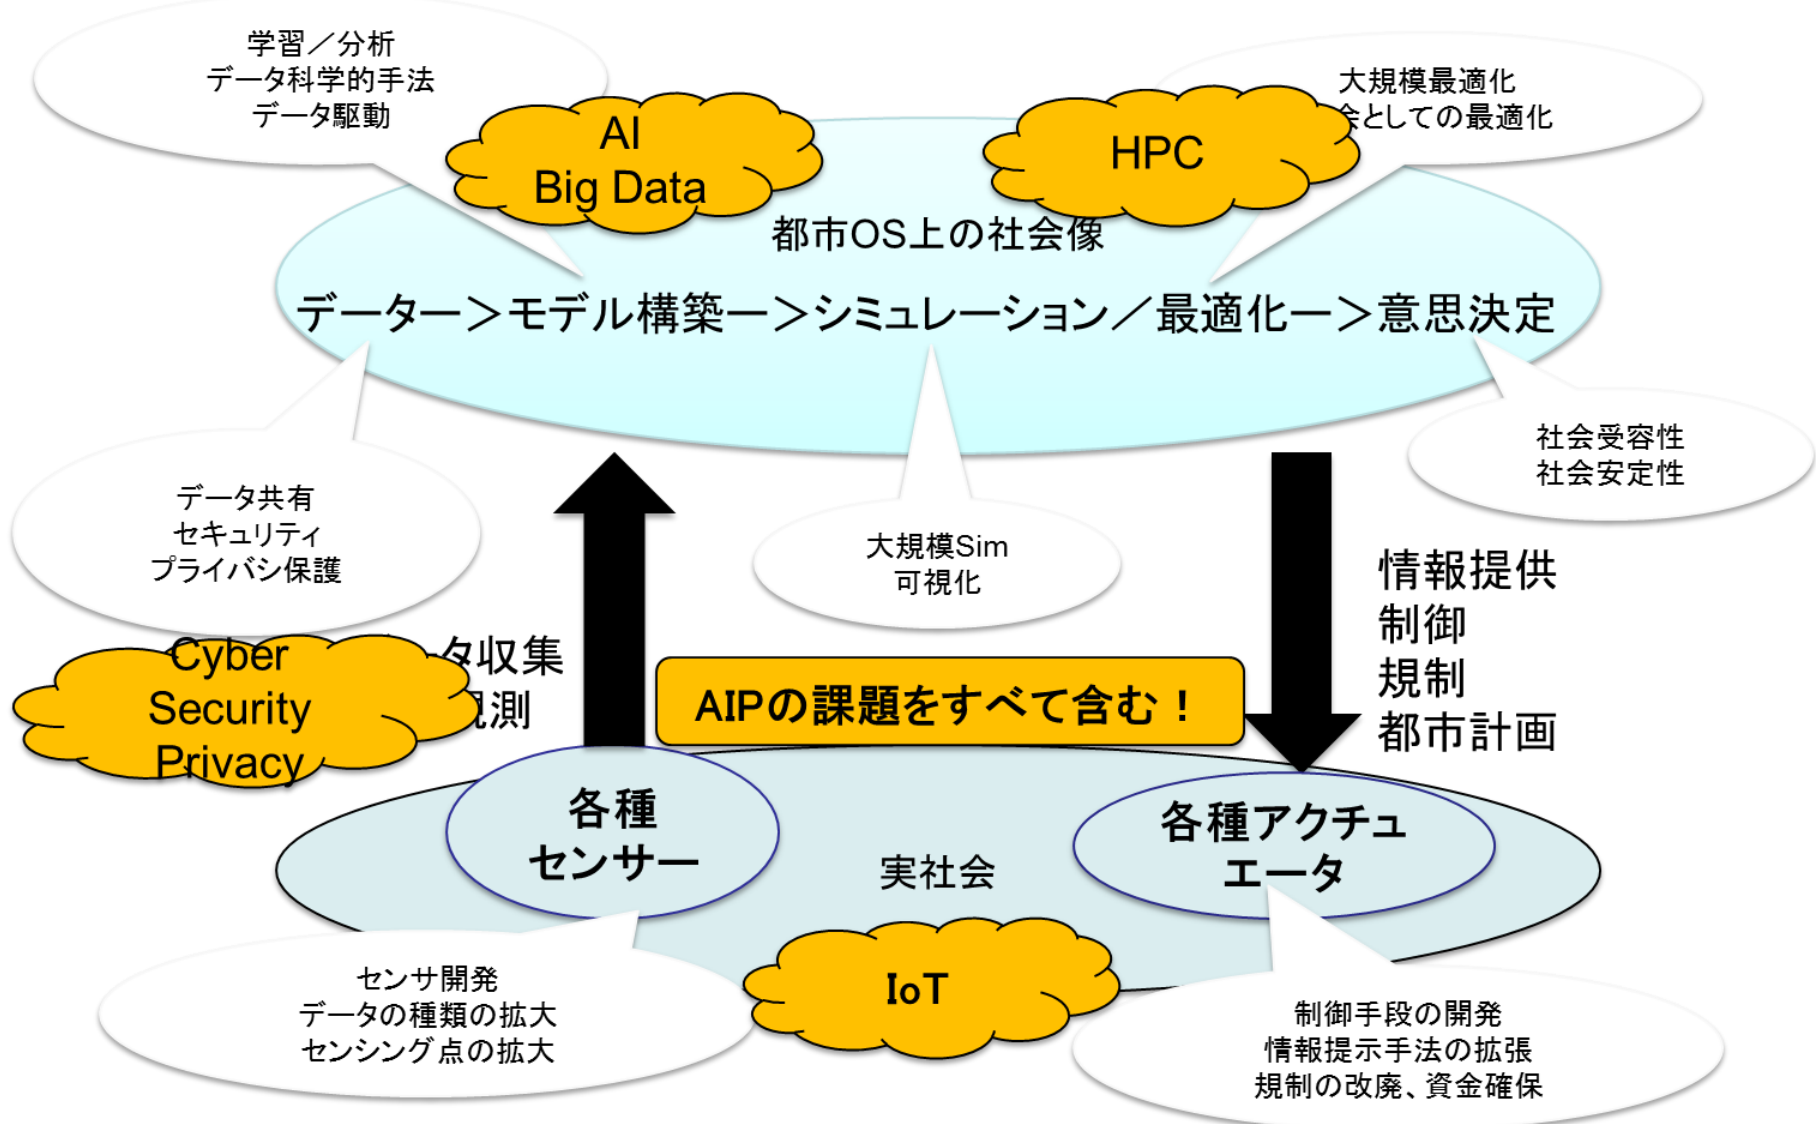 学習／分析
データ科学的手法
データ駆動
AI
Big Data
HPC
大規模最適化
会としての最適化
都市OS上の社会像
データー＞モデル構築ー＞シミュレーション／最適化ー＞意思決定
社会受容性
社会安定性
データ共有
セキュリティ
プライバシ保護
大規模Sim
可視化
情報提供
制御
規制
都市計画
タ収集
測
Cyber
Security
Privacy
AIPの課題をすべて含む！
各種
センサー
各種アクチュ
エータ
実社会
IoT
センサ開発
データの種類の拡大
センシング点の拡大
制御手段の開発
情報提示手法の拡張
規制の改廃、資金確保